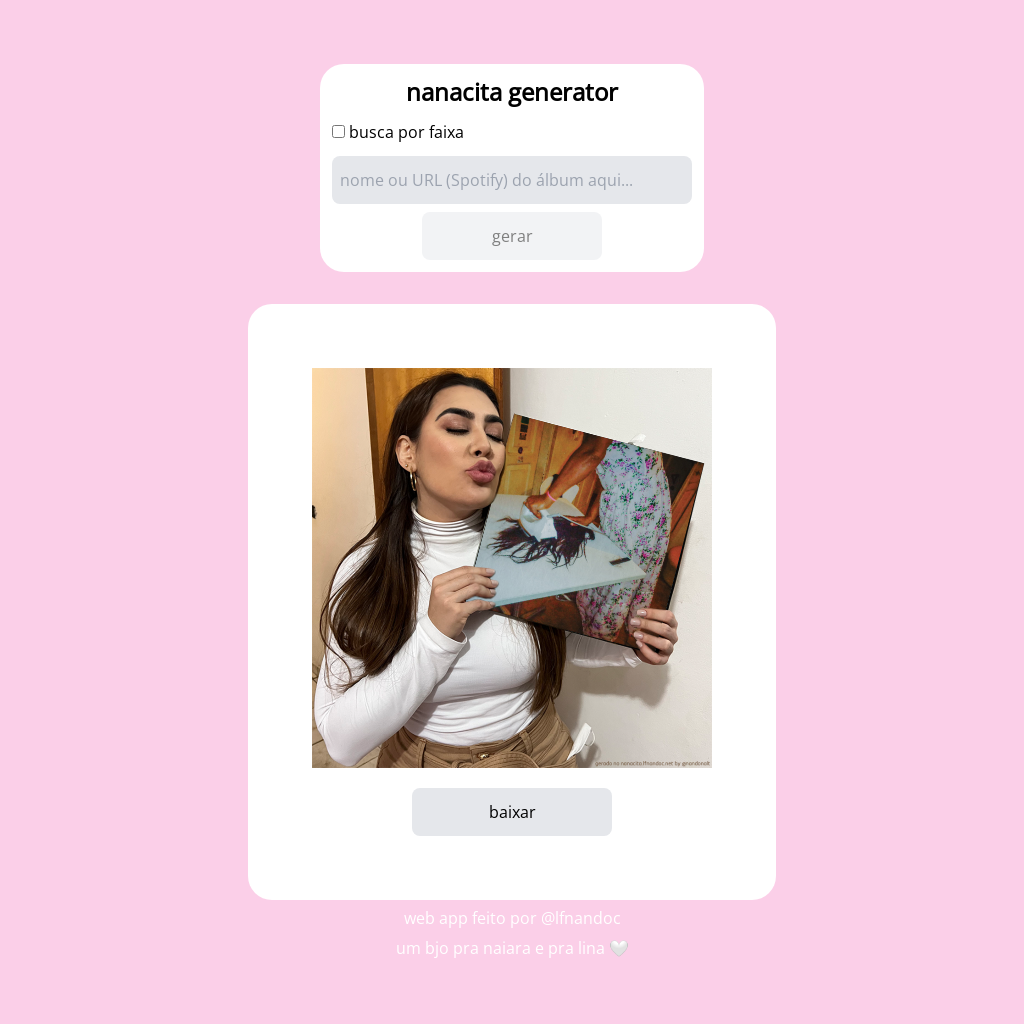 nanacita generator
busca por faixa
nome ou URL (Spotify) do álbum aqui...
gerar
gerado no nanacita.lfnandoc.net by @nandonoR
baixar
web app feito por @lfnandoc
um bjo pra naiara e pra lina 🤍